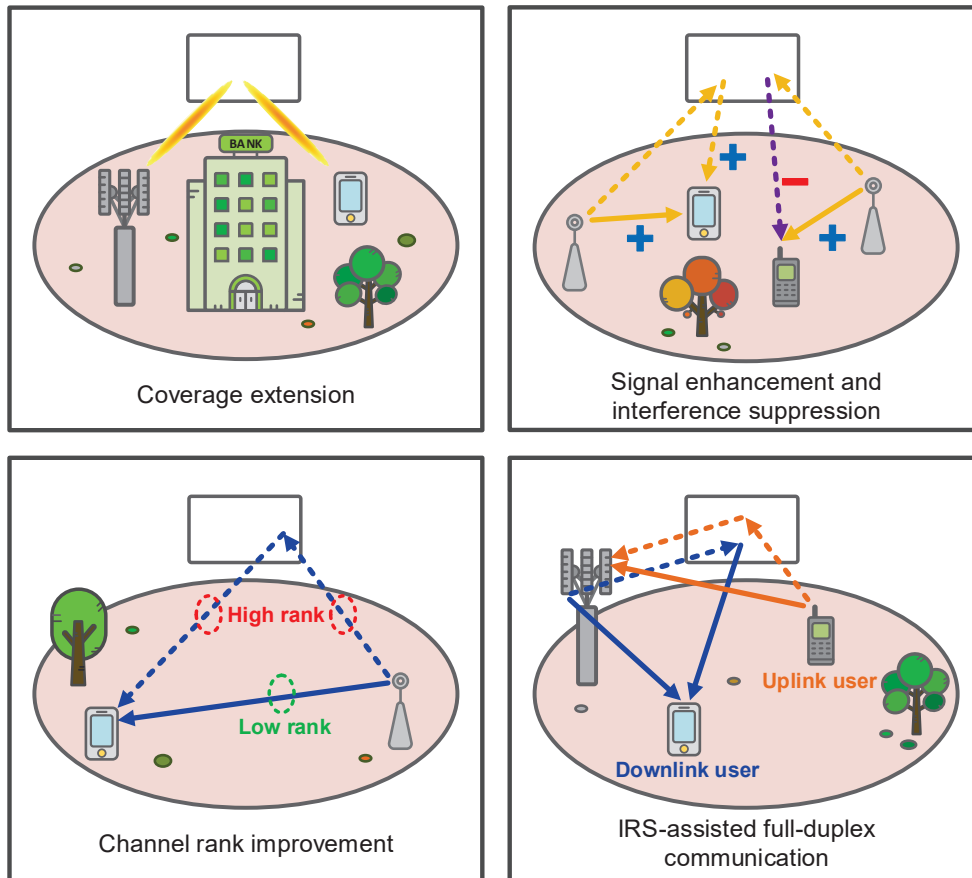 BANK
Coverage extension
Signal enhancement and
interference suppression
High rank
Low rank
Channel rank improvement
Uplink user
Downlink user
IRS-assisted full-duplex
communication